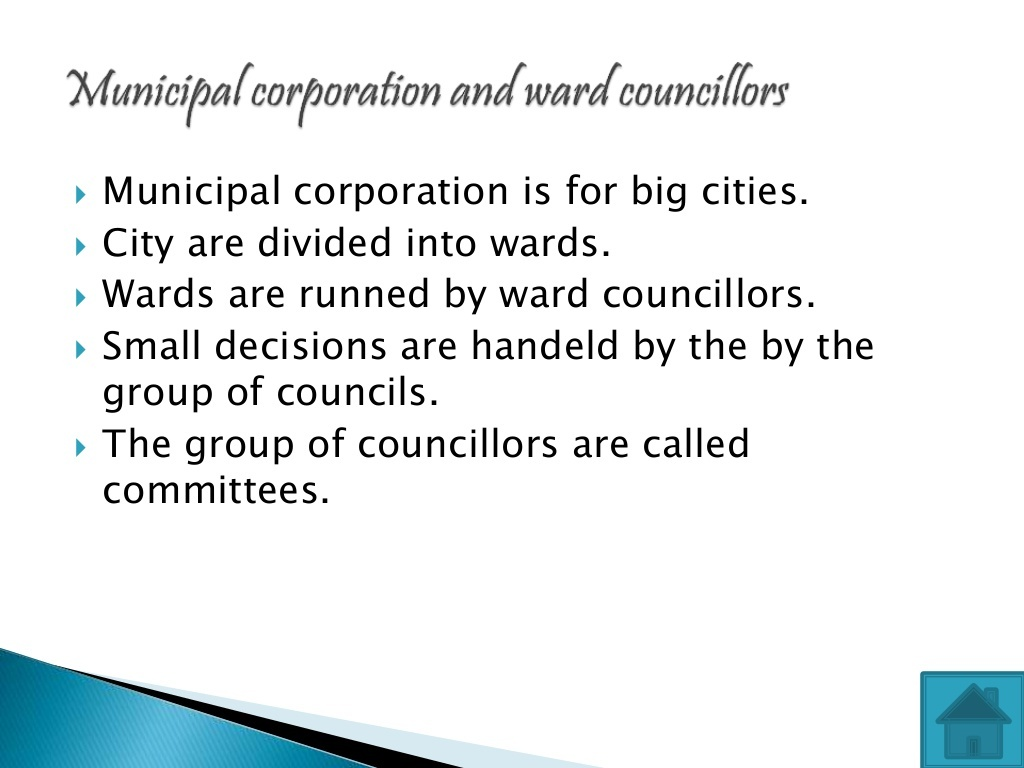 Municipal corporation and ward councillors
Municipal corporation is for big cities.
City are divided into wards.
Wards are runned by ward councillors.
Small decisions are handeld by the by the
group of councils.
The group of councillors are called
committees.